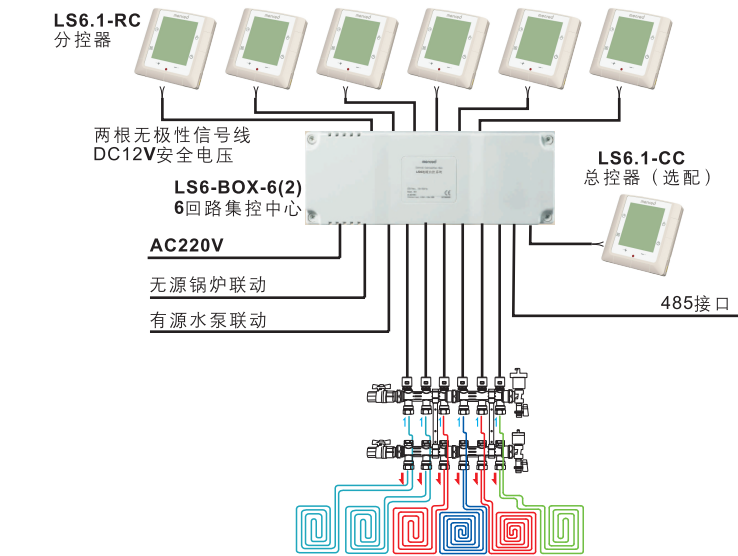 LS6.1-RC
分控器
两根无极性信号线
DC12V安全电压
LS6-BOX-6(2)
6回路集控中心
AC220V
无源锅炉联动
有源水泵联动
LS6.1-CC
总控器（选配）
485接口